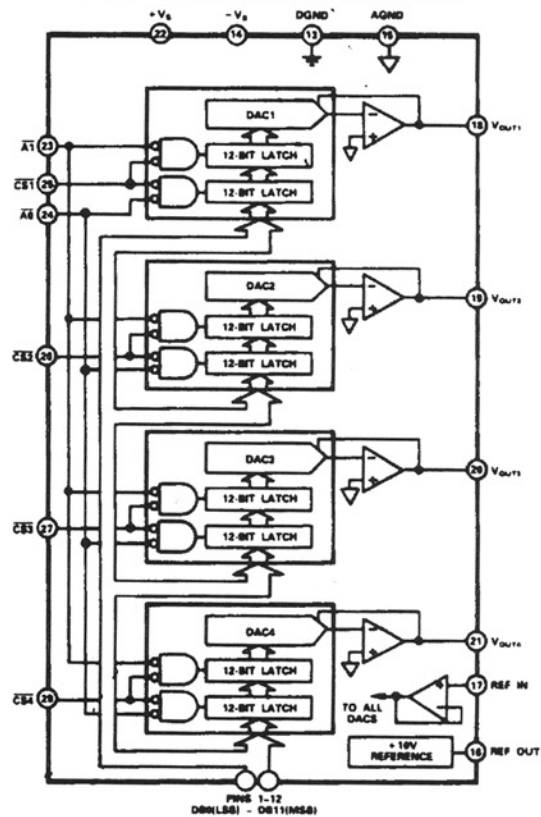 + Vs - Vs DGND AGND
22 14 13 15
DAC1
12-BIT LATCH
12-BIT LATCH
A1 23
CS1 25
A0 24
18 VOUT1
DAC2
12-BIT LATCH
12-BIT LATCH
CS2 26
19 VOUT2
DAC3
12-BIT LATCH
12-BIT LATCH
CS3 27
20 VOUT3
DAC4
12-BIT LATCH
12-BIT LATCH
CS4 28
21 VOUT4
17 REF IN
TO ALL
DACS
+10V
REFERENCE
16 REF OUT
PINS 1-12
DB0(LSB) - DB11(MSB)